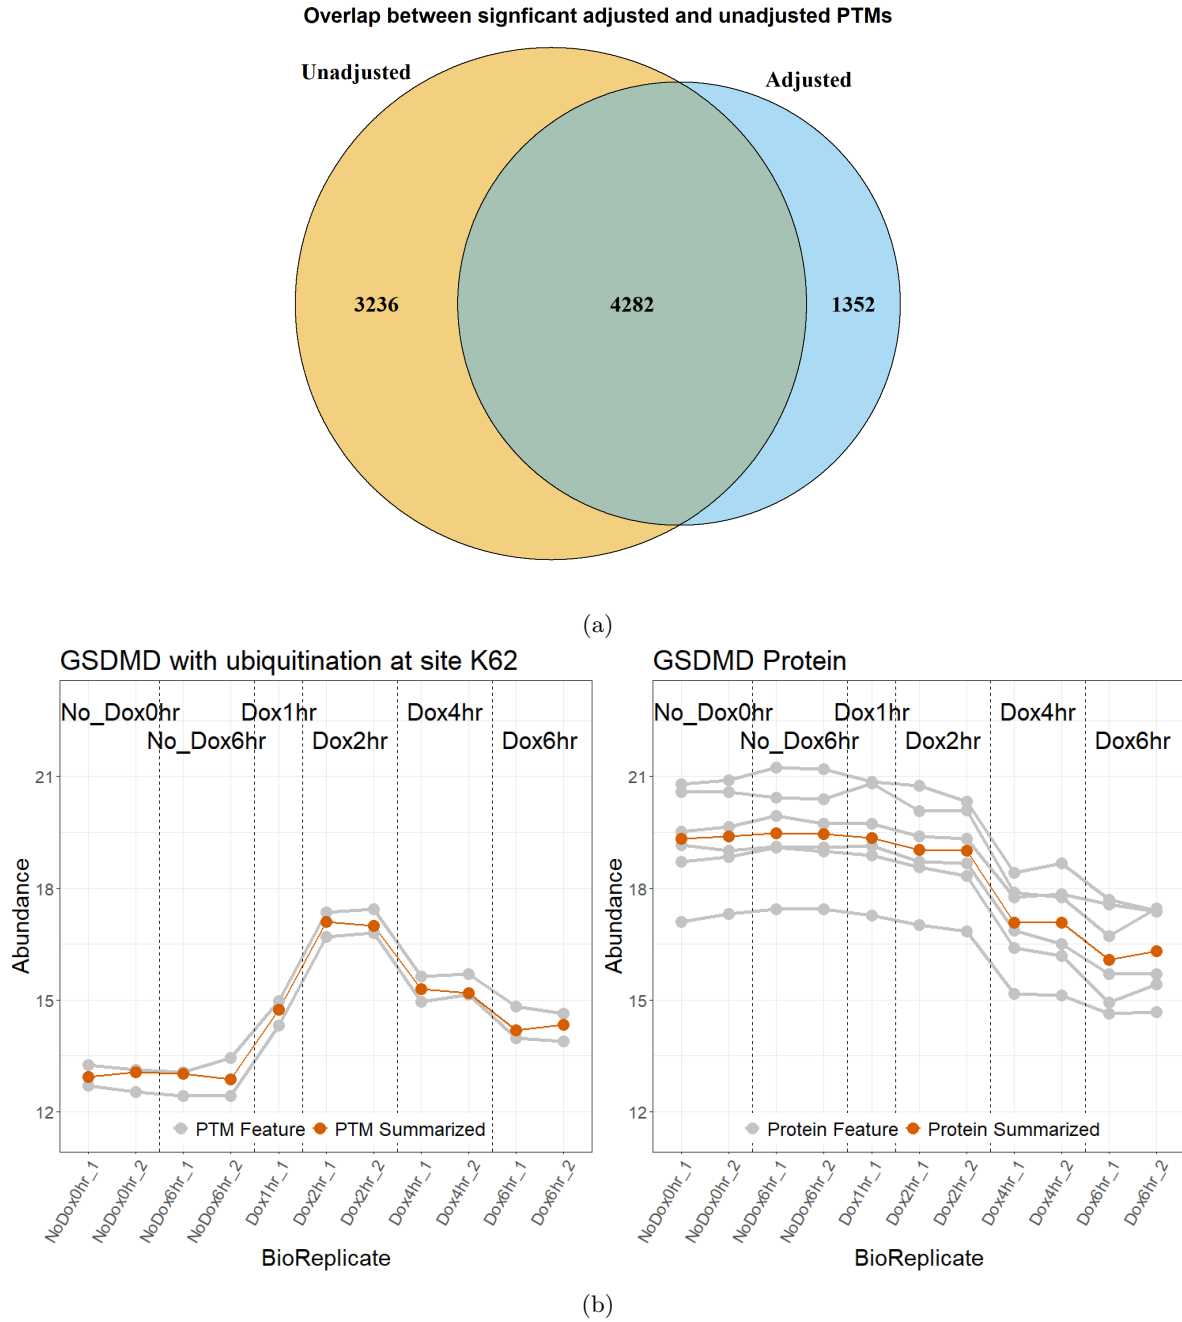 Overlap between signficant adjusted and unadjusted PTMs
Unadjusted
Adjusted
3236
4282
1352
(a)
GSDMD with ubiquitination at site K62
No_Dox0hr
Dox1hr
Dox4hr
No_Dox6hr
Dox2hr
Dox6hr
21
18
15
12
Abundance
PTM Feature
PTM Summarized
NoDox0hr_1
NoDox0hr_2
NoDox6hr_1
NoDox6hr_2
Dox1hr_1
Dox2hr_1
Dox2hr_2
Dox4hr_1
Dox4hr_2
Dox6hr_1
Dox6hr_2
BioReplicate
GSDMD Protein
No_Dox0hr
Dox1hr
Dox4hr
No_Dox6hr
Dox2hr
Dox6hr
21
18
15
12
Abundance
Protein Feature
Protein Summarized
NoDox0hr_1
NoDox0hr_2
NoDox6hr_1
NoDox6hr_2
Dox1hr_1
Dox2hr_1
Dox2hr_2
Dox4hr_1
Dox4hr_2
Dox6hr_1
Dox6hr_2
BioReplicate
(b)